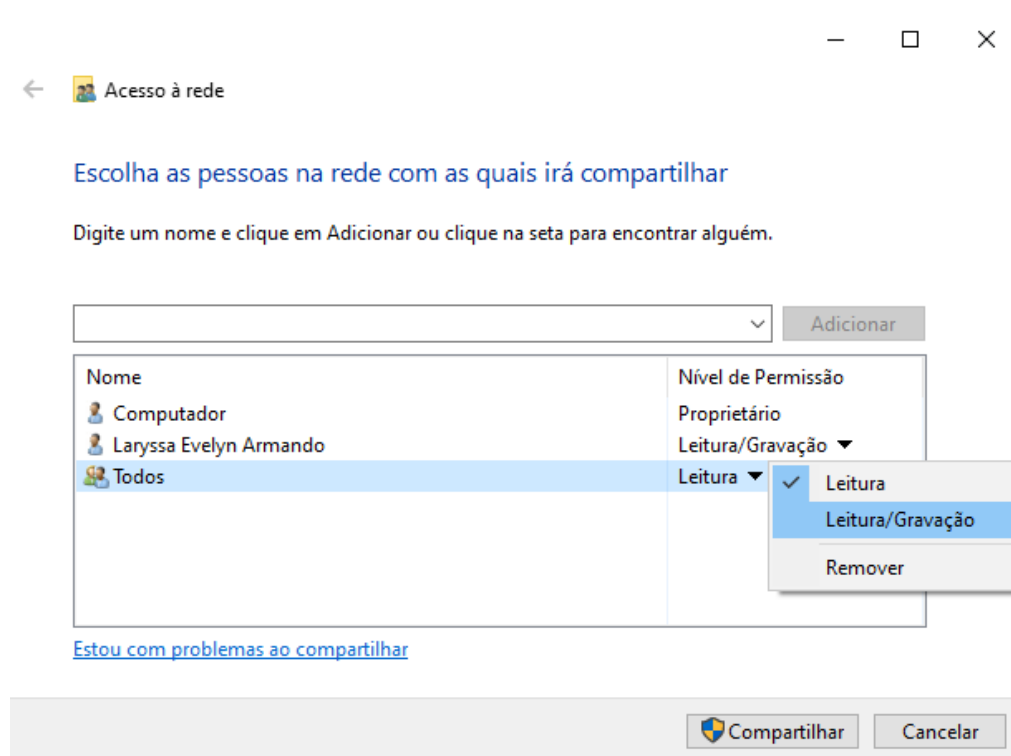 Acesso à rede
Escolha as pessoas na rede com as quais irá compartilhar
Digite um nome e clique em Adicionar ou clique na seta para encontrar alguém.
Adicionar
Nome Nível de Permissão
Computador Proprietário
Laryssa Evelyn Armando Leitura/Gravação
Todos Leitura
Leitura
Leitura/Gravação
Remover
Estou com problemas ao compartilhar
Compartilhar Cancelar